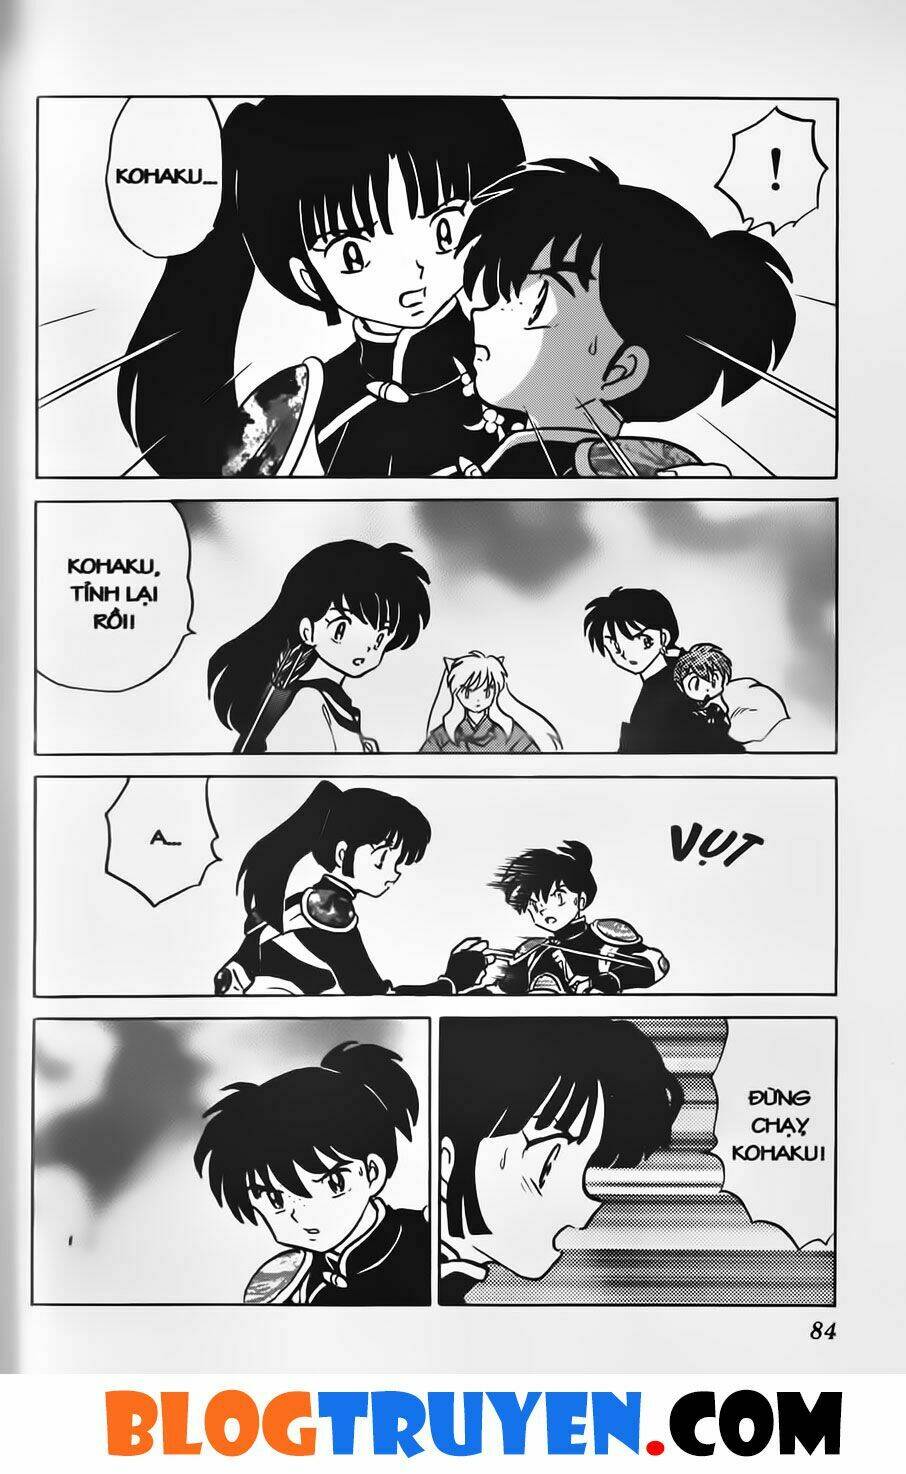 KOHAKU...
!
KOHAKU,
TỈNH LẠI
RỒI!
A...
VỤT
ĐỪNG
CHẠY,
KOHAKU!
84
BLOGTRUYEN.COM